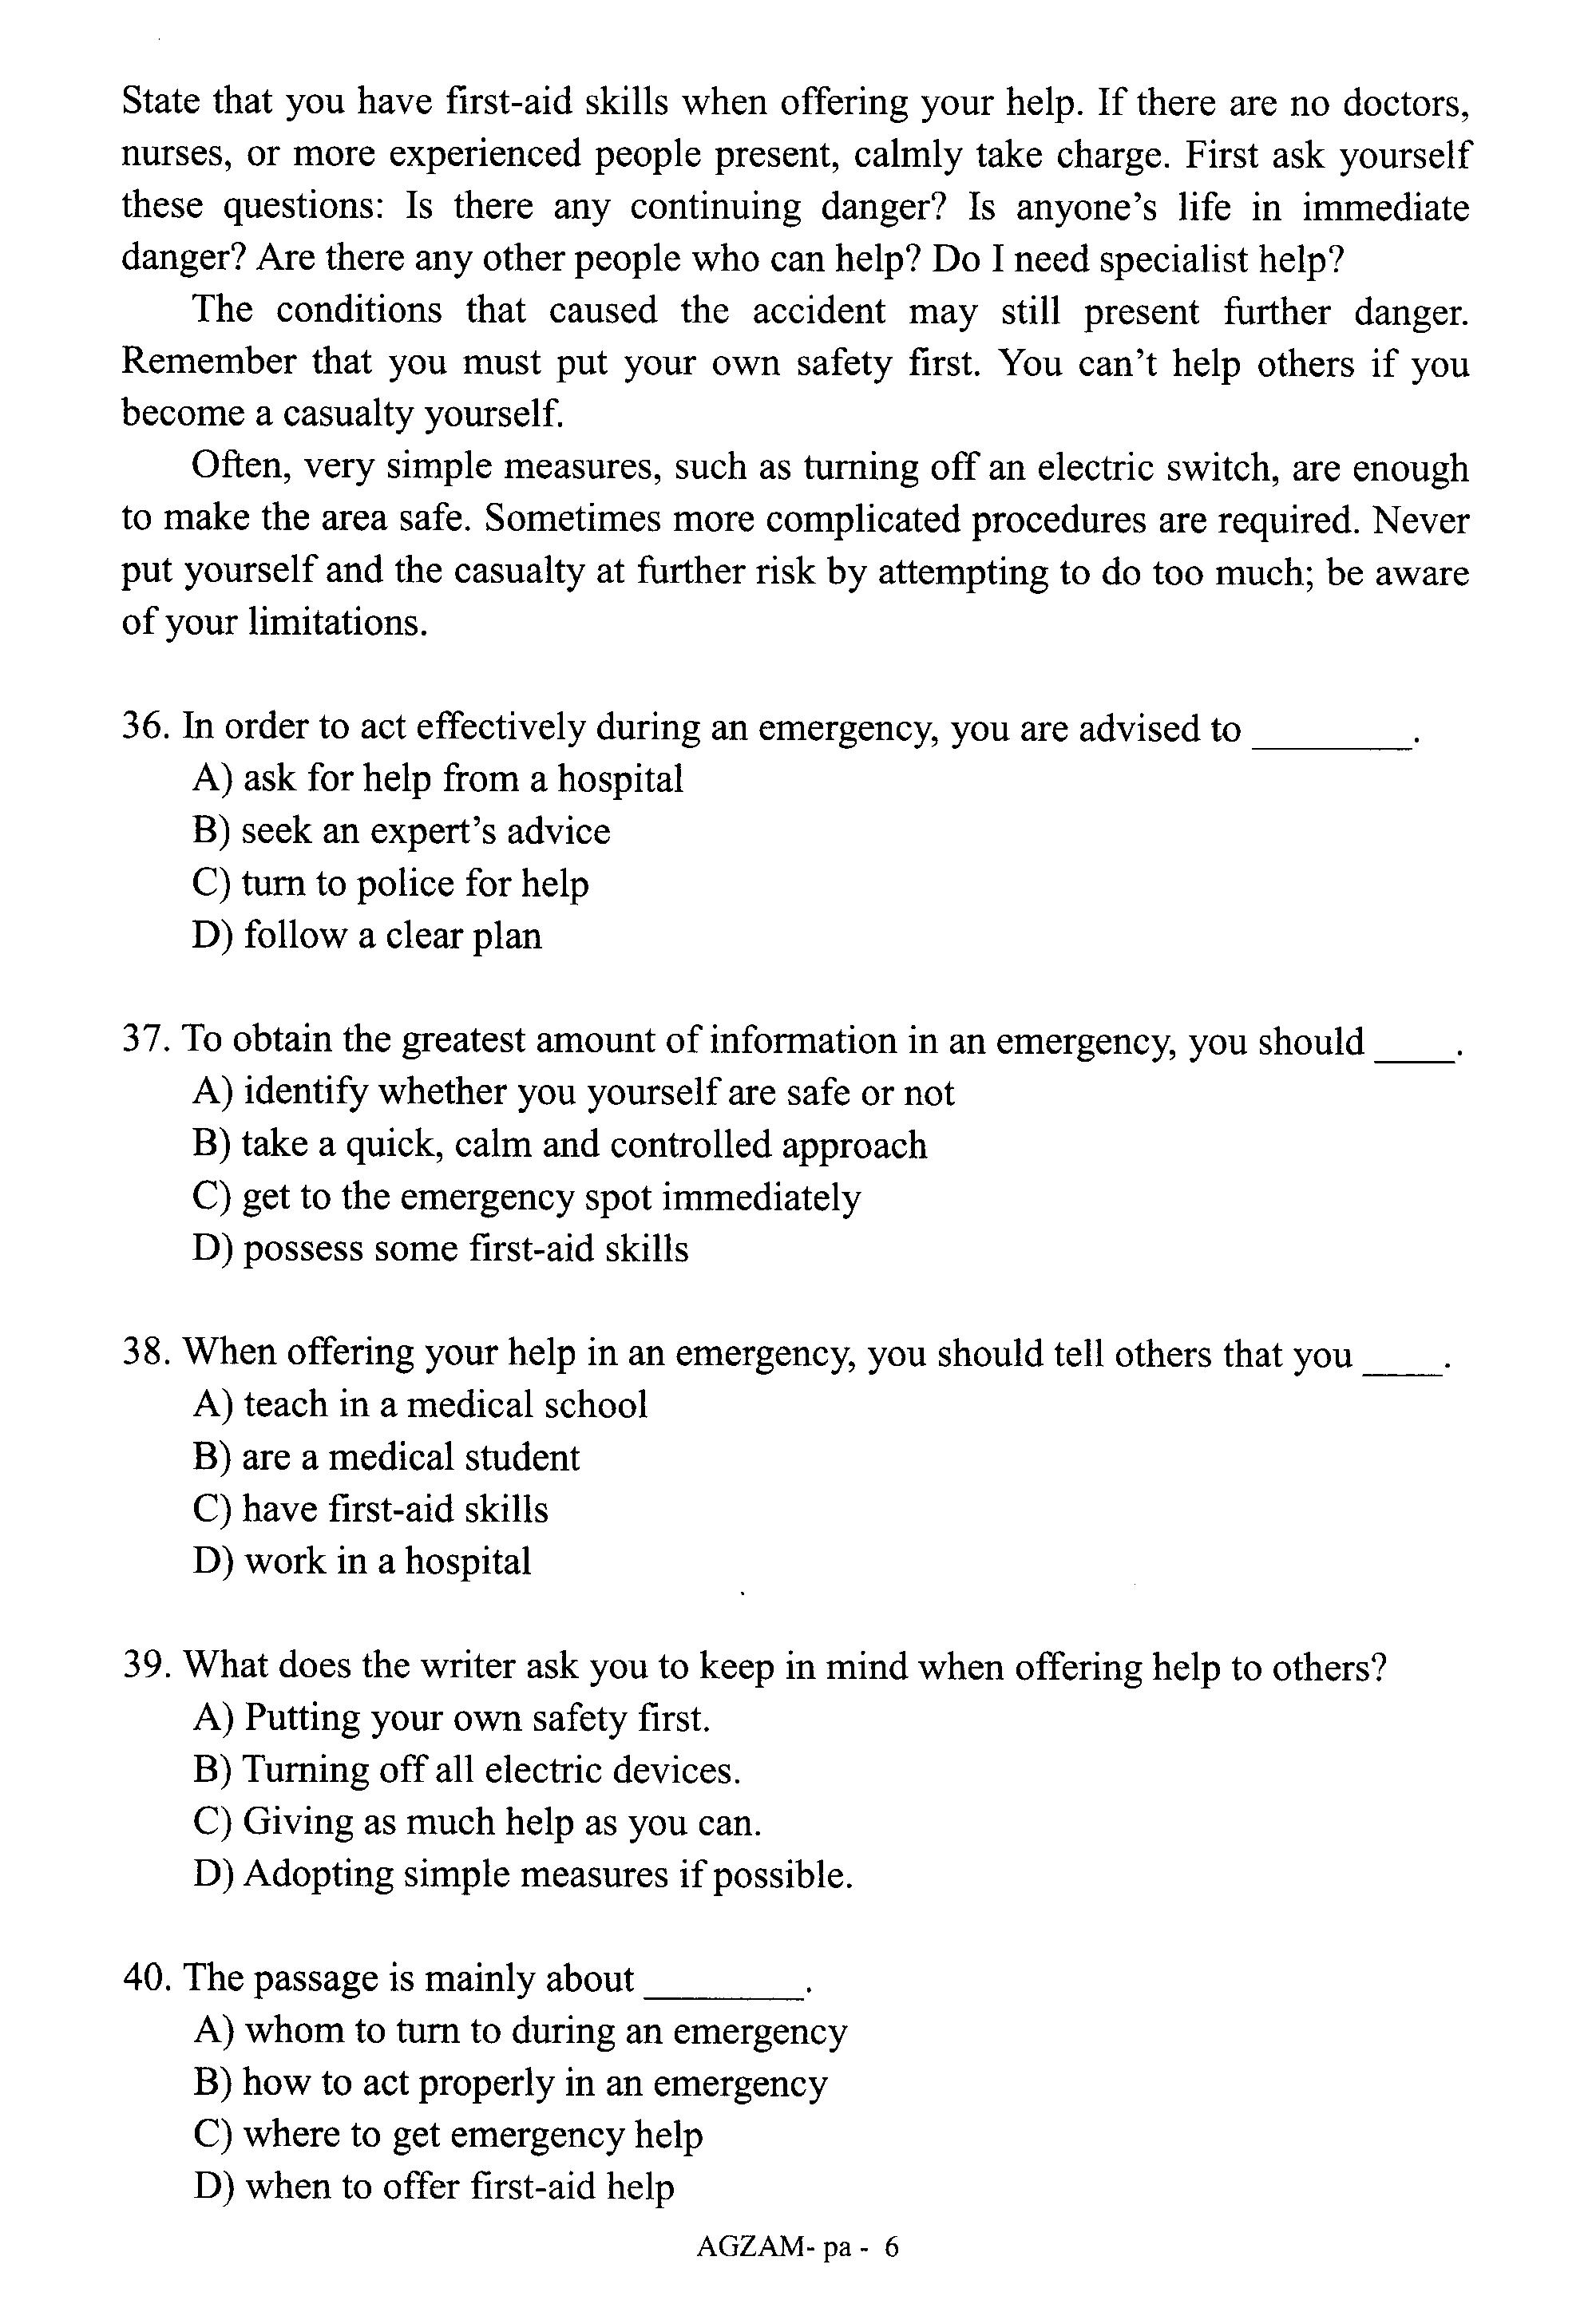 State that you have first-aid skills when offering your help. If there are no doctors,
nurses, or more experienced people present, calmly take charge. First ask yourself
these questions: Is there any continuing danger? Is anyone's life in immediate
danger? Are there any other people who can help? Do I need specialist help?
The conditions that caused the accident may still present further danger.
Remember that you must put your own safety first. You can't help others if you
become a casualty yourself.
Often, very simple measures, such as turning off an electric switch, are enough
to make the area safe. Sometimes more complicated procedures are required. Never
put yourself and the casualty at further risk by attempting to do too much; be aware
of your limitations.
36. In order to act effectively during an emergency, you are advised to ________.
A) ask for help from a hospital
B) seek an expert's advice
C) turn to police for help
D) follow a clear plan
37. To obtain the greatest amount of information in an emergency, you should ____.
A) identify whether you yourself are safe or not
B) take a quick, calm and controlled approach
C) get to the emergency spot immediately
D) possess some first-aid skills
38. When offering your help in an emergency, you should tell others that you ____.
A) teach in a medical school
B) are a medical student
C) have first-aid skills
D) work in a hospital
39. What does the writer ask you to keep in mind when offering help to others?
A) Putting your own safety first.
B) Turning off all electric devices.
C) Giving as much help as you can.
D) Adopting simple measures if possible.
40. The passage is mainly about ________.
A) whom to turn to during an emergency
B) how to act properly in an emergency
C) where to get emergency help
D) when to offer first-aid help
AGZAM- pa - 6